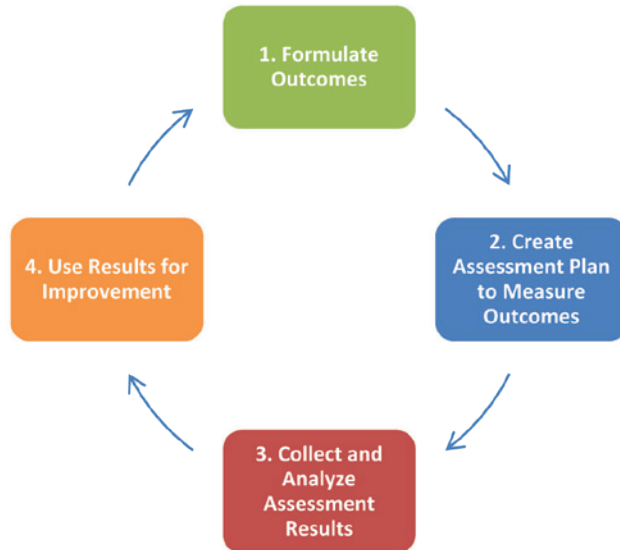 1. Formulate
Outcomes
2. Create
Assessment Plan
to Measure
Outcomes
3. Collect and
Analyze
Assessment
Results
4. Use Results for
Improvement